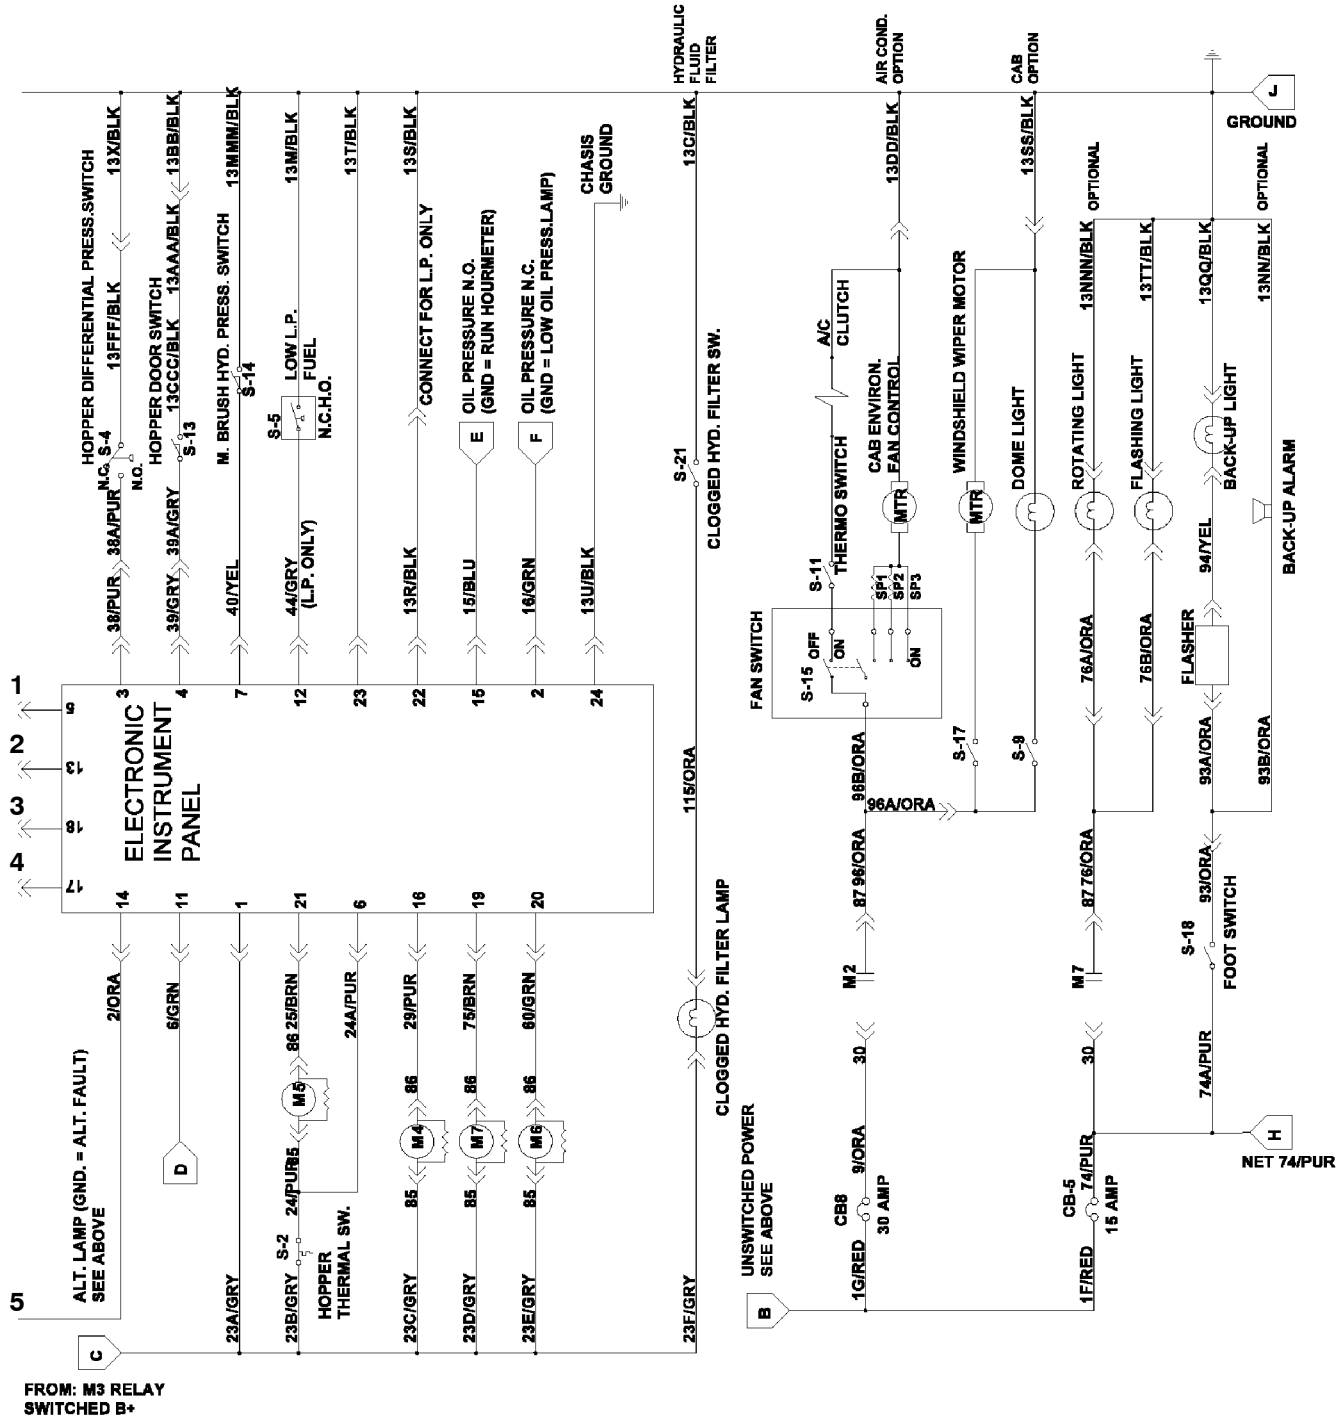 HYDRAULIC
FLUID
FILTER
AIR COND.
OPTION
CAB
OPTION
J
GROUND
13X/BLK
13BB/BLK
13MMM/BLK
13M/BLK
13T/BLK
13S/BLK
13C/BLK
13DD/BLK
13SS/BLK
OPTIONAL
OPTIONAL
HOPPER DIFFERENTIAL PRESS.SWITCH
13FFF/BLK
HOPPER DOOR SWITCH
13CCC/BLK
13AAA/BLK
M. BRUSH HYD. PRESS. SWITCH
S-14
LOW L.P.
FUEL
S-5
N.C.H.O.
CONNECT FOR L.P. ONLY
OIL PRESSURE N.O.
(GND = RUN HOURMETER)
E
OIL PRESSURE N.C.
(GND = LOW OIL PRESS.LAMP)
F
CHASIS
GROUND
S-4
N.C.
N.O.
S-13
S-21
CLOGGED HYD. FILTER SW.
A/C
CLUTCH
THERMO SWITCH
S-11
CAB ENVIRON.
FAN CONTROL
MTR
WINDSHIELD WIPER MOTOR
MTR
DOME LIGHT
ROTATING LIGHT
13NNN/BLK
FLASHING LIGHT
13TT/BLK
13QQ/BLK
13NN/BLK
BACK-UP LIGHT
BACK-UP ALARM
38/PUR
38A/PUR
39/GRY
39A/GRY
40/YEL
44/GRY
(L.P. ONLY)
13R/BLK
15/BLU
16/GRN
13U/BLK
SP1
SP2
SP3
FAN SWITCH
S-15
OFF
ON
ON
76A/ORA
76B/ORA
94/YEL
FLASHER
1
2
3
4
5
13
18
17
3
4
7
12
23
22
15
2
24
ELECTRONIC
INSTRUMENT
PANEL
14
11
1
21
6
16
19
20
115/ORA
96B/ORA
96A/ORA
S-17
S-9
93A/ORA
93B/ORA
87
96/ORA
87
76/ORA
93/ORA
S-18
FOOT SWITCH
M2
M7
30
30
74A/PUR
2/ORA
6/GRN
86
25/BRN
24A/PUR
29/PUR
75/BRN
60/GRN
CLOGGED HYD. FILTER LAMP
ALT. LAMP (GND. = ALT. FAULT)
SEE ABOVE
D
M5
85
24/PUR
86
M4
85
86
M7
85
86
M6
85
S-2
HOPPER
THERMAL SW.
UNSWITCHED POWER
SEE ABOVE
B
9/ORA
CB8
30 AMP
74/PUR
CB-5
15 AMP
1G/RED
1F/RED
H
NET 74/PUR
5
C
23A/GRY
23B/GRY
23C/GRY
23D/GRY
23E/GRY
23F/GRY
FROM: M3 RELAY
SWITCHED B+